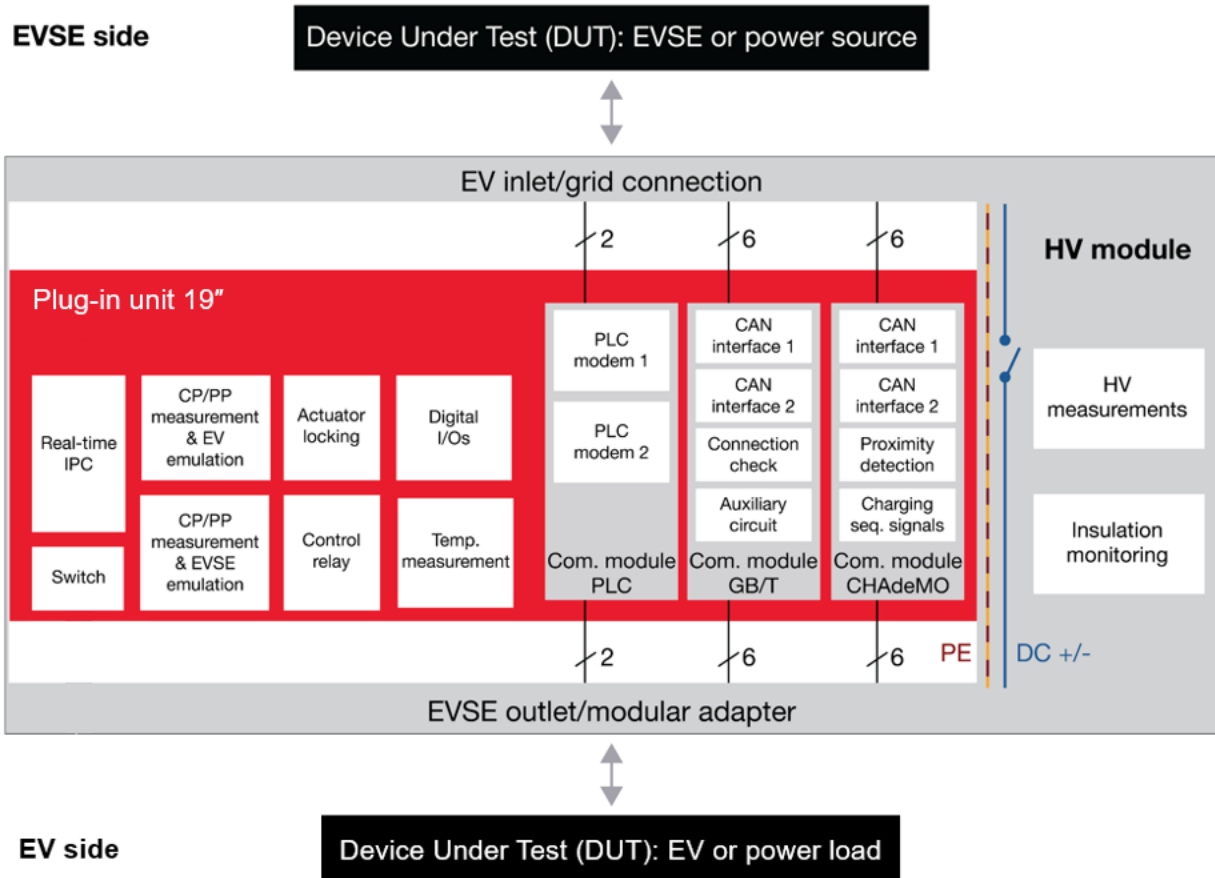 EVSE side
Device Under Test (DUT): EVSE or power source
EV inlet/grid connection
2
6
6
HV module
Plug-in unit 19″
Real-time
IPC
Switch
CP/PP
measurement
& EV
emulation
CP/PP
measurement
& EVSE
emulation
Actuator
locking
Control
relay
Digital
I/Os
Temp.
measurement
PLC
modem 1
PLC
modem 2
Com. module
PLC
CAN
interface 1
CAN
interface 2
Connection
check
Auxiliary
circuit
Com. module
GB/T
CAN
interface 1
CAN
interface 2
Proximity
detection
Charging
seq. signals
Com. module
CHAdeMO
HV
measurements
Insulation
monitoring
2
6
6
PE
DC +/-
EVSE outlet/modular adapter
EV side
Device Under Test (DUT): EV or power load